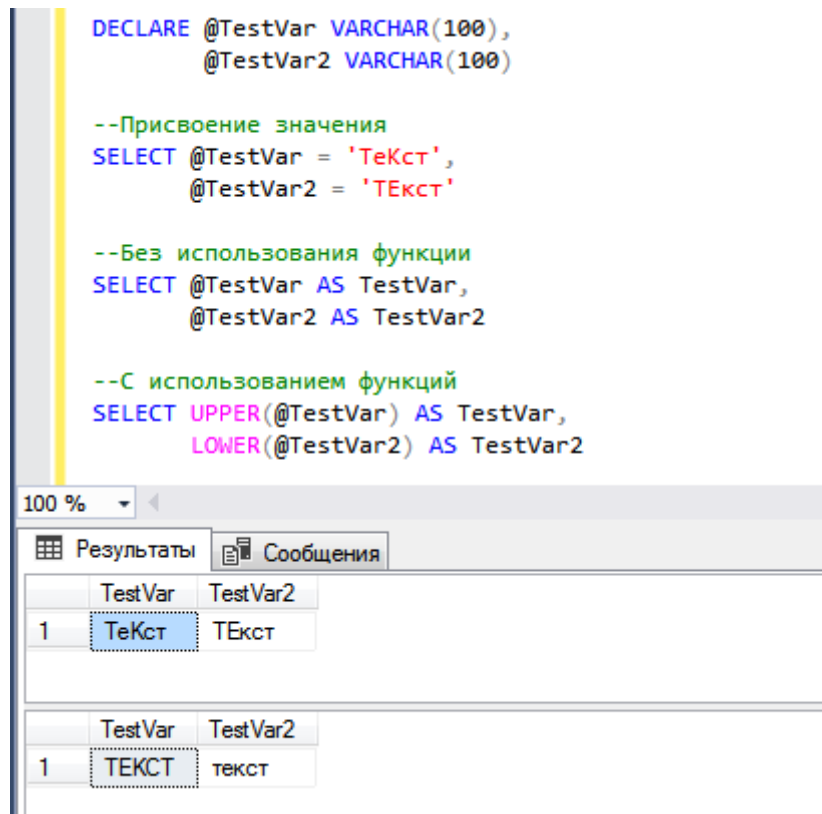 DECLARE @TestVar VARCHAR(100),
@TestVar2 VARCHAR(100)
--Присвоение значения
SELECT @TestVar = 'ТеКст',
@TestVar2 = 'ТЕкст'
--Без использования функции
SELECT @TestVar AS TestVar,
@TestVar2 AS TestVar2
--С использованием функций
SELECT UPPER(@TestVar) AS TestVar,
LOWER(@TestVar2) AS TestVar2
100 %
Результаты Сообщения
TestVar TestVar2
1 ТеКст ТЕкст
TestVar TestVar2
1 ТЕКСТ текст